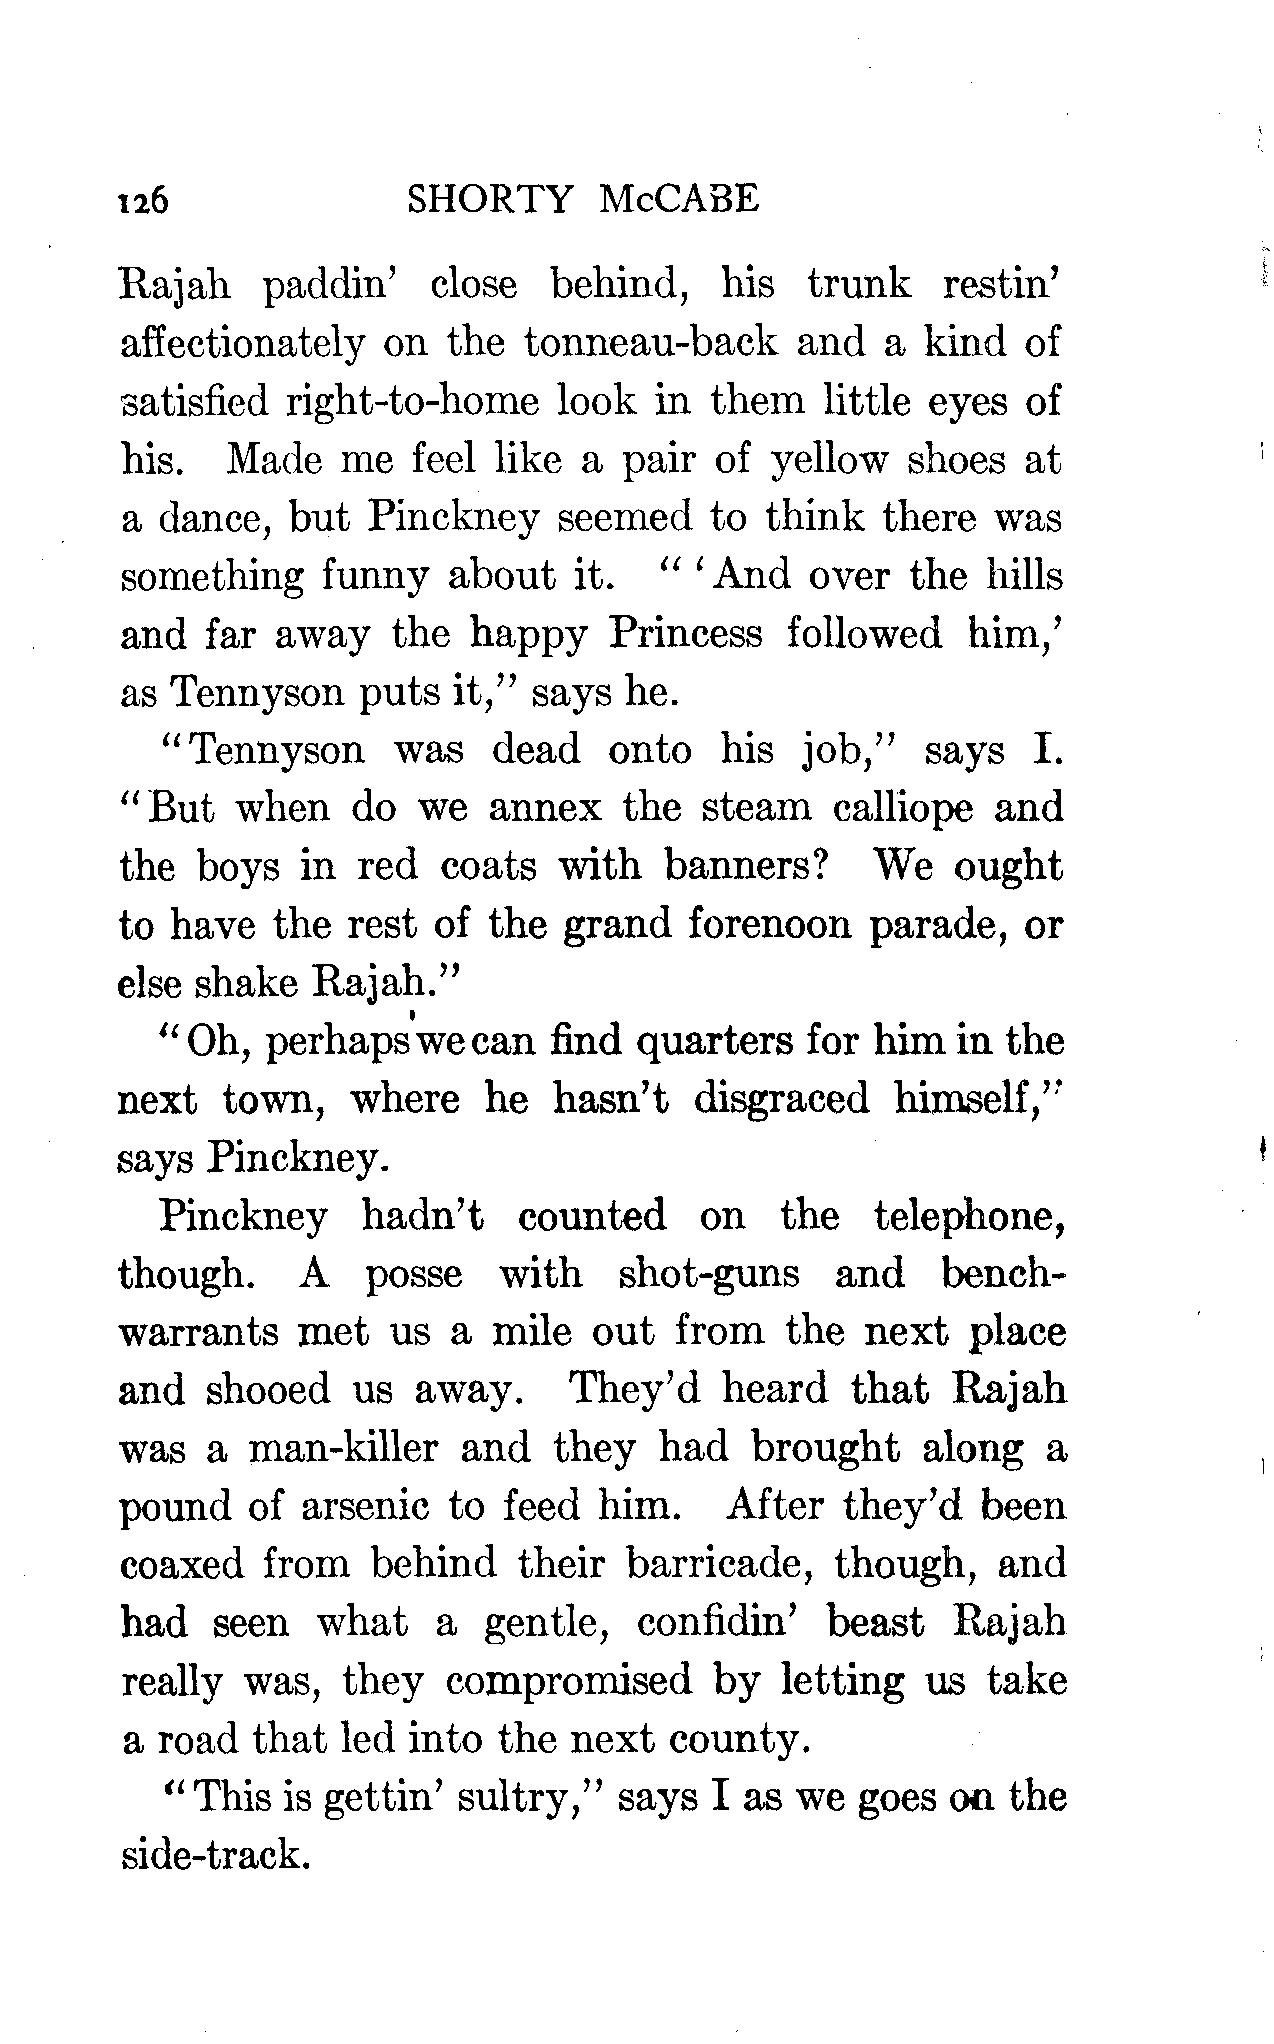 126 SHORTY McCABE
Rajah paddin' close behind, his trunk restin'
affectionately on the tonneau-back and a kind of
satisfied right-to-home look in them little eyes of
his. Made me feel like a pair of yellow shoes at
a dance, but Pinckney seemed to think there was
something funny about it. " 'And over the hills
and far away the happy Princess followed him,'
as Tennyson puts it," says he.
"Tennyson was dead onto his job," says I.
"But when do we annex the steam calliope and
the boys in red coats with banners? We ought
to have the rest of the grand forenoon parade, or
else shake Rajah."
"Oh, perhaps we can find quarters for him in the
next town, where he hasn't disgraced himself,"
says Pinckney.
Pinckney hadn't counted on the telephone,
though. A posse with shot-guns and bench-
warrants met us a mile out from the next place
and shooed us away. They'd heard that Rajah
was a man-killer and they had brought along a
pound of arsenic to feed him. After they'd been
coaxed from behind their barricade, though, and
had seen what a gentle, confidin' beast Rajah
really was, they compromised by letting us take
a road that led into the next county.
"This is gettin' sultry," says I as we goes on the
side-track.